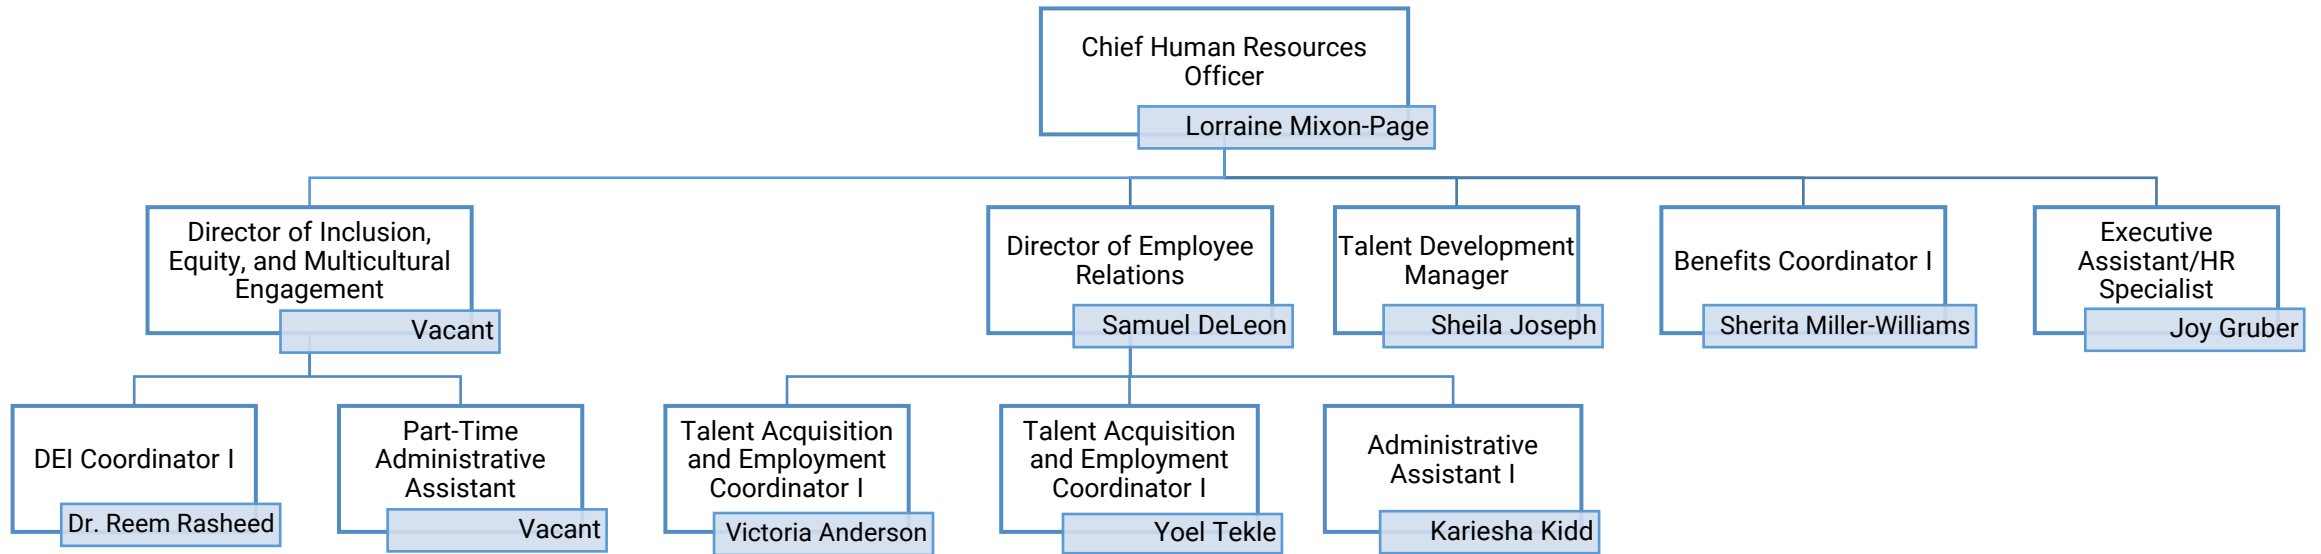 Chief Human Resources
Officer
Lorraine Mixon-Page
Director of Inclusion,
Equity, and Multicultural
Engagement
Vacant
Director of Employee
Relations
Samuel DeLeon
Talent Development
Manager
Sheila Joseph
Benefits Coordinator I
Sherita Miller-Williams
Executive
Assistant/HR
Specialist
Joy Gruber
DEI Coordinator I
Dr. Reem Rasheed
Part-Time
Administrative
Assistant
Vacant
Talent Acquisition
and Employment
Coordinator I
Victoria Anderson
Talent Acquisition
and Employment
Coordinator I
Yoel Tekle
Administrative
Assistant I
Kariesha Kidd